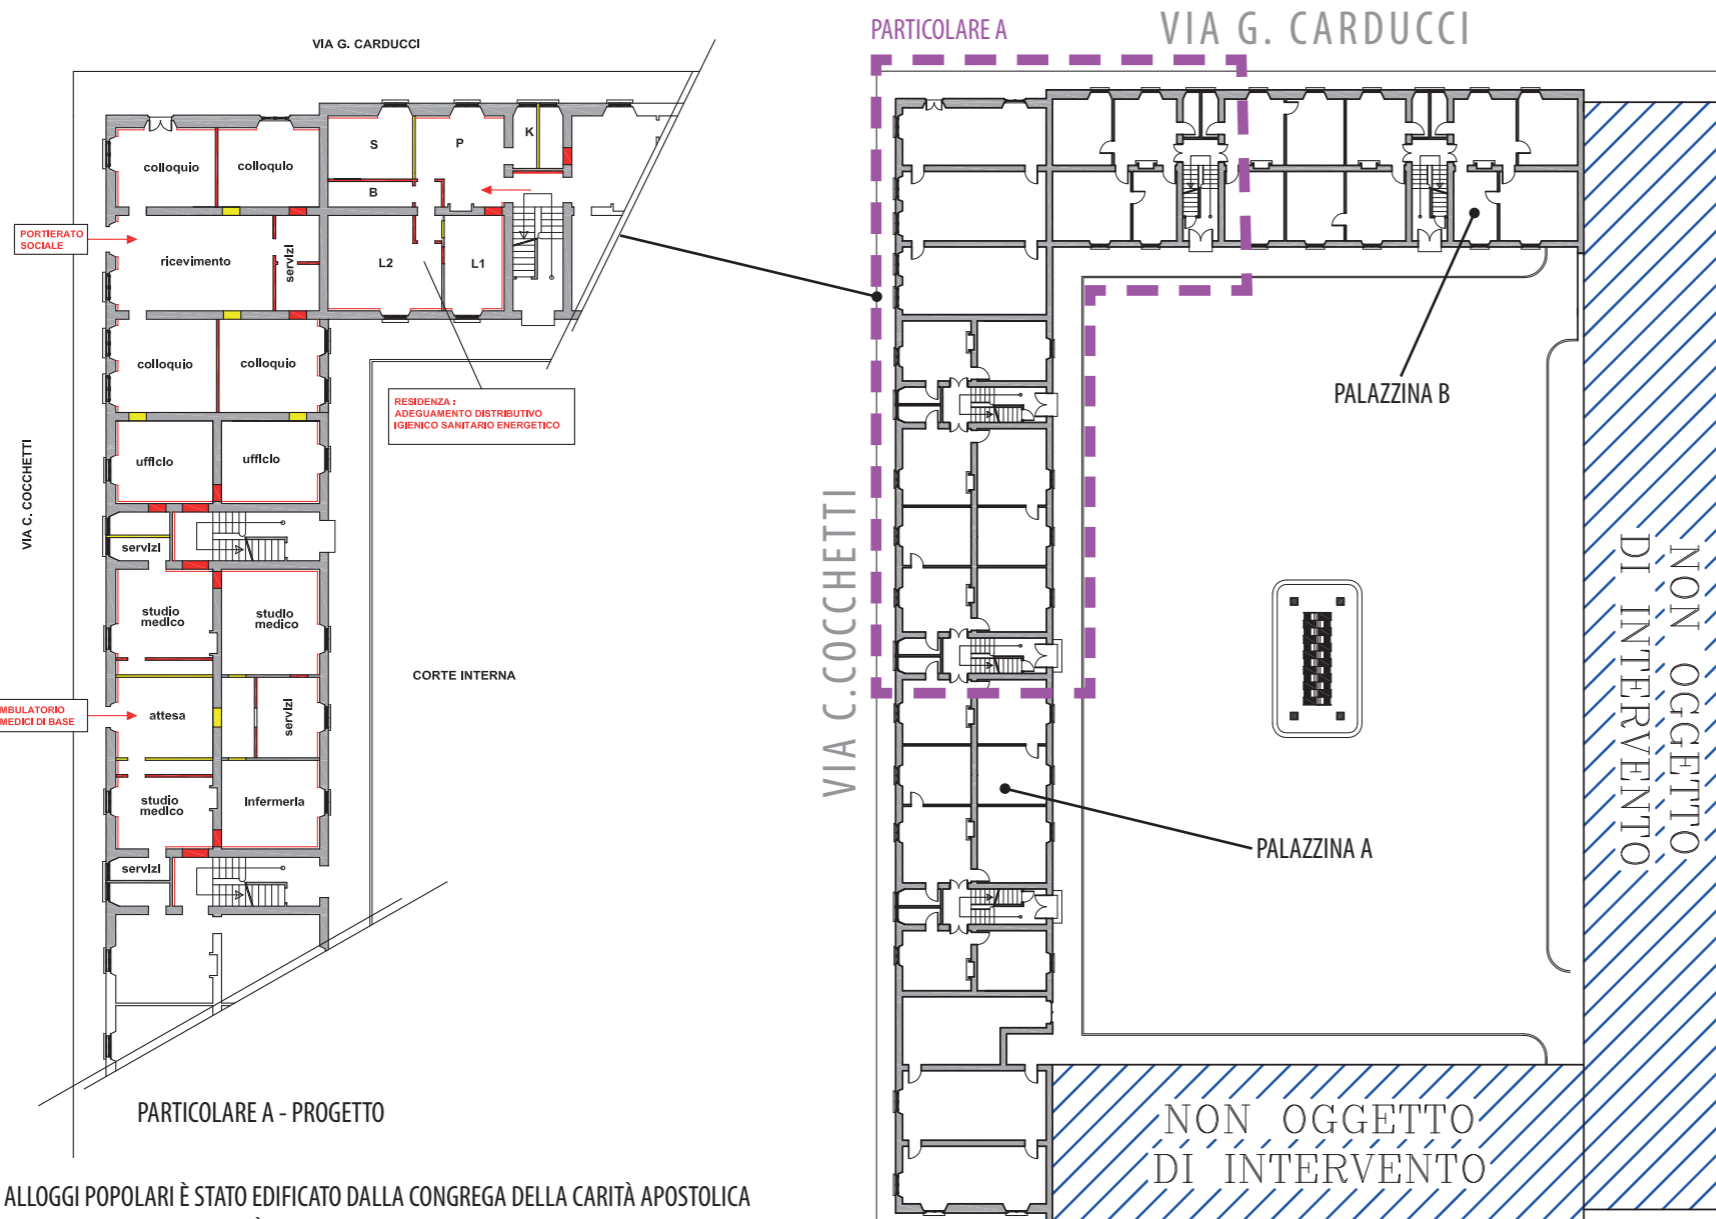 VIA G. CARDUCCI
colloquio
colloquio
S
P
K
B
PORTIERATO
SOCIALE
ricevimento
servizi
L2
L1
colloquio
colloquio
RESIDENZA :
ADEGUAMENTO DISTRIBUTIVO
IGIENICO SANITARIO ENERGETICO
VIA C. COCCHETTI
ufficio
ufficio
servizi
studio
medico
studio
medico
CORTE INTERNA
MBULATORIO
MEDICI DI BASE
attesa
servizi
studio
medico
Infermeria
servizi
PARTICOLARE A - PROGETTO
ALLOGGI POPOLARI È STATO EDIFICATO DALLA CONGREGA DELLA CARITÀ APOSTOLICA
PARTICOLARE A
VIA G. CARDUCCI
VIA C.COCCHETTI
PALAZZINA B
PALAZZINA A
NON OGGETTO
DI INTERVENTO
NON OGGETTO
DI INTERVENTO